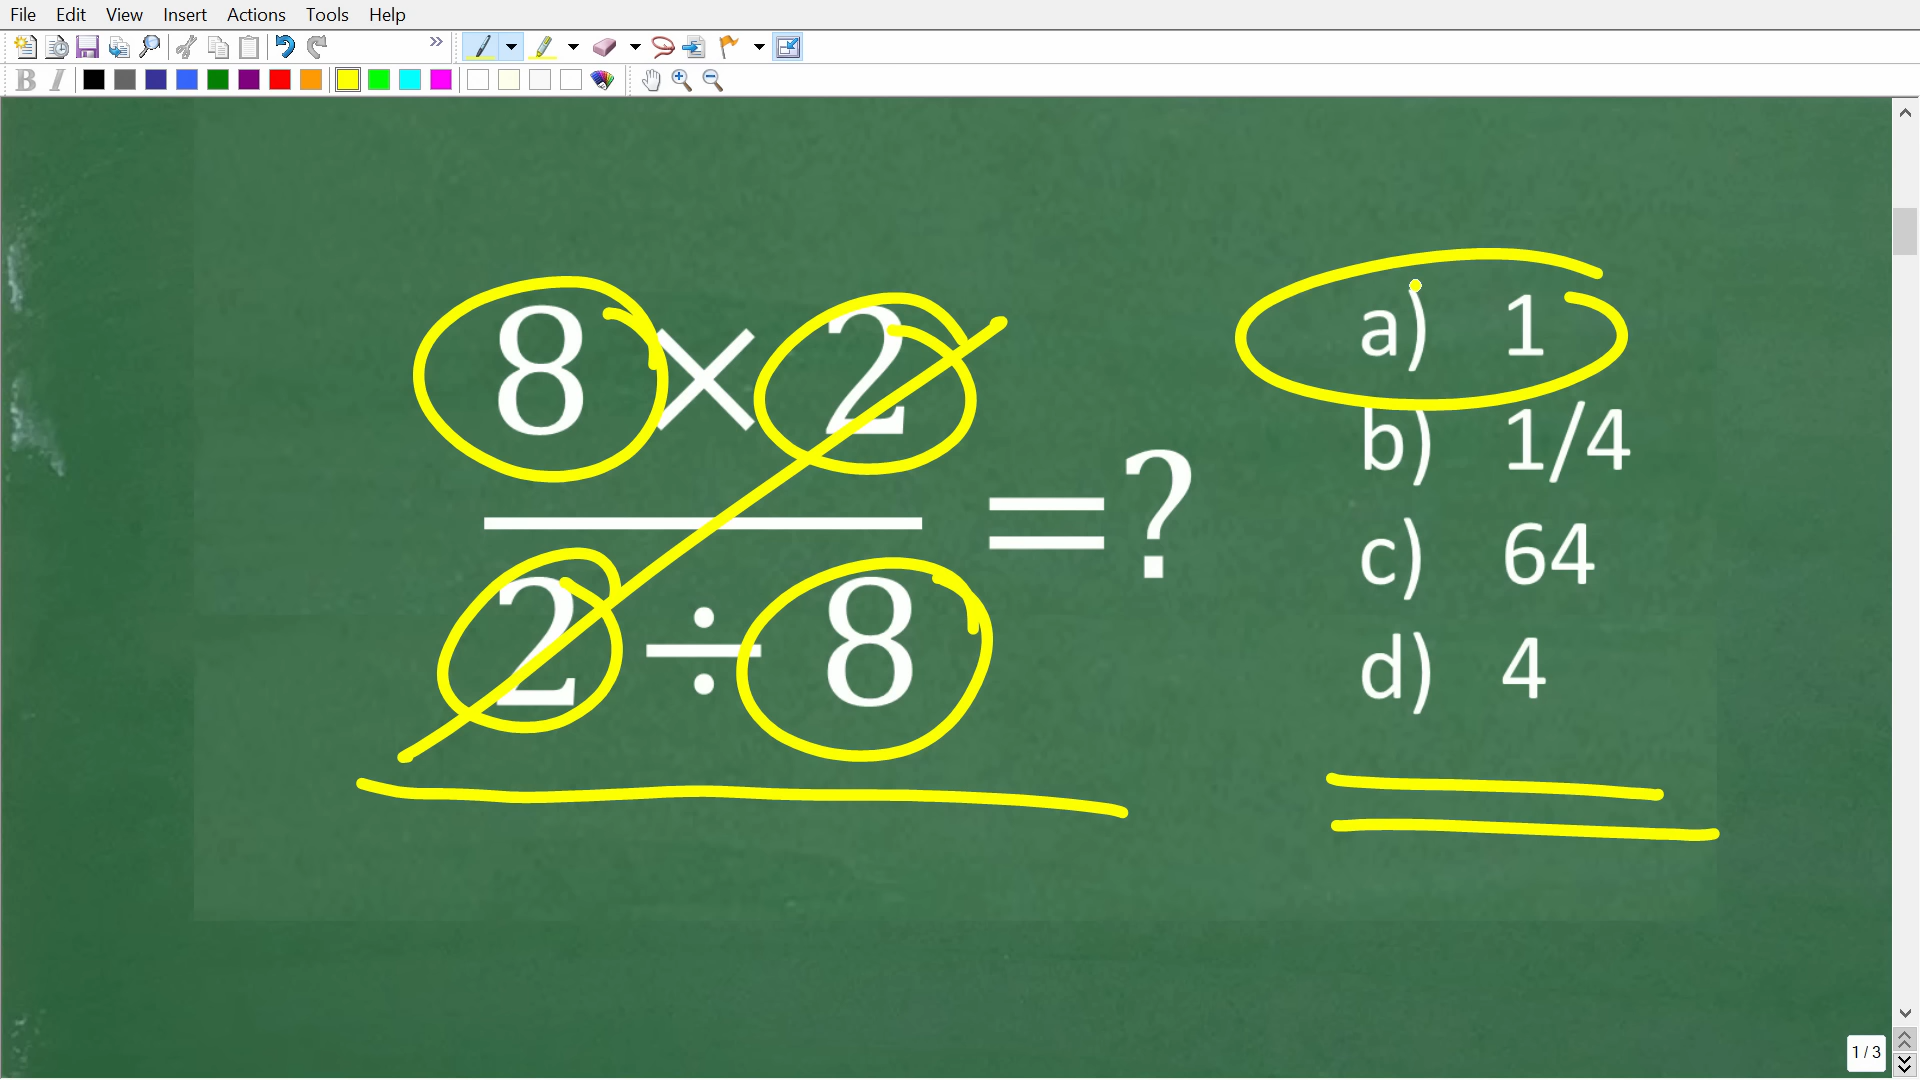 File Edit View Insert Actions Tools Help
B I
8 × 2
2 ÷ 8
= ?
a) 1
b) 1/4
c) 64
d) 4
1 / 3